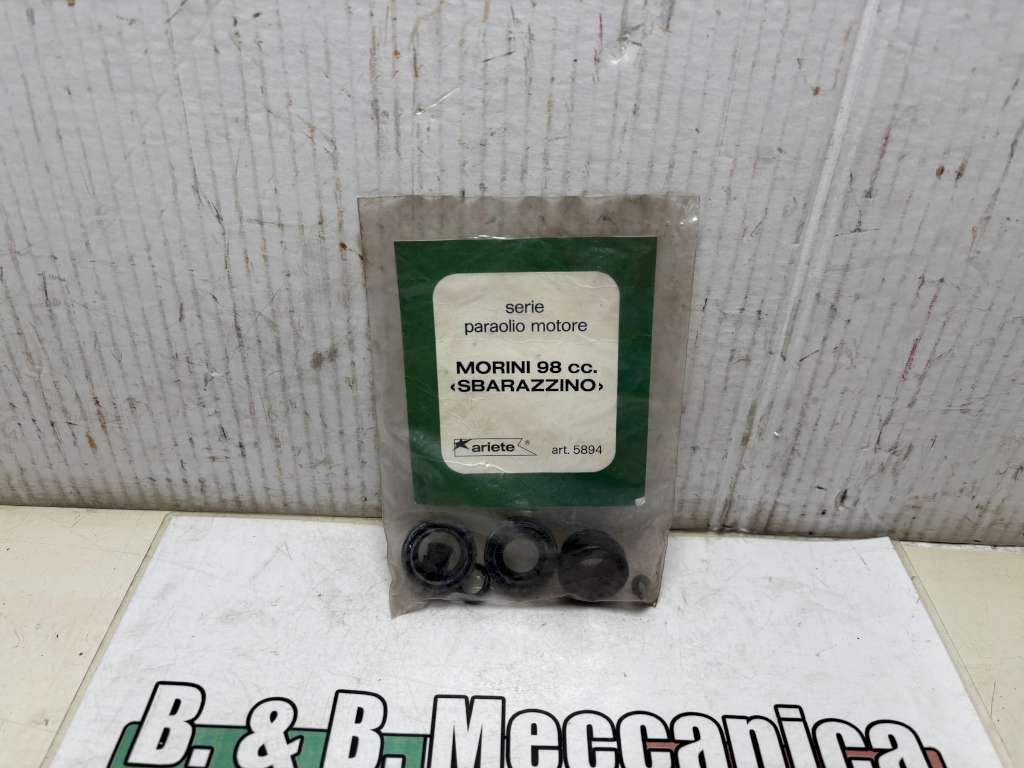 serie
paraolio motore
MORINI 98 cc.
‹SBARAZZINO›
ariete® art. 5894
B. & B. Meccanica